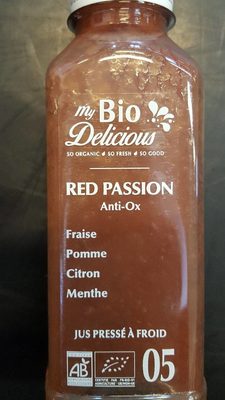 my Bio
Delicious
SO ORGANIC SO FRESH SO GOOD
RED PASSION
Anti-Ox
Fraise
Pomme
Citron
Menthe
JUS PRESSÉ À FROID
AB
05